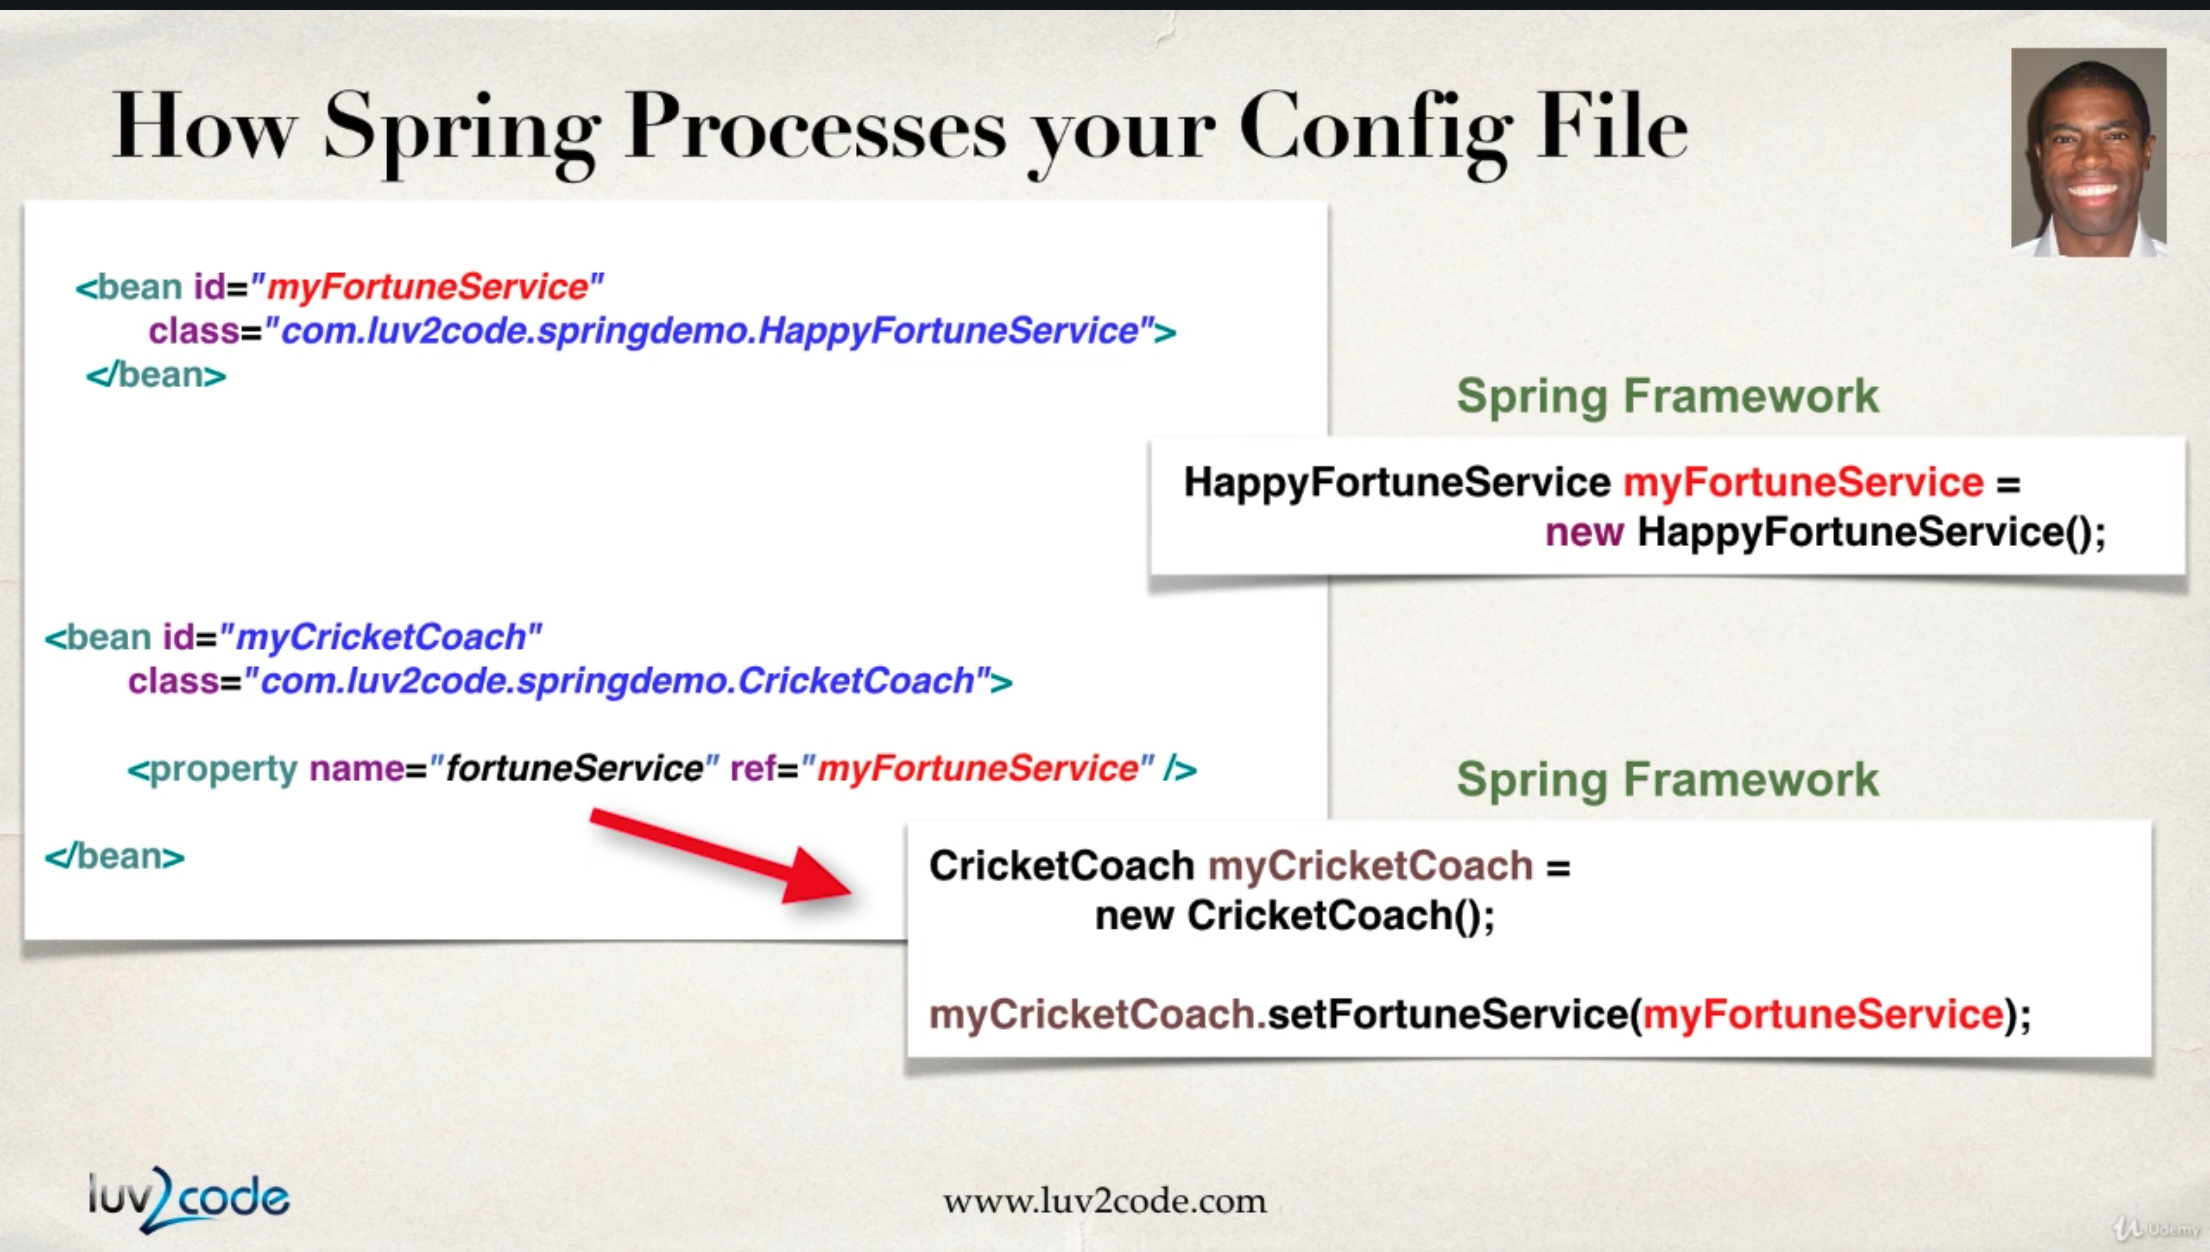 How Spring Processes your Config File
<bean id="myFortuneService"
class="com.luv2code.springdemo.HappyFortuneService">
</bean>
Spring Framework
HappyFortuneService myFortuneService =
new HappyFortuneService();
<bean id="myCricketCoach"
class="com.luv2code.springdemo.CricketCoach">
<property name="fortuneService" ref="myFortuneService" />
</bean>
Spring Framework
CricketCoach myCricketCoach =
new CricketCoach();
myCricketCoach.setFortuneService(myFortuneService);
luv2code
www.luv2code.com
Udemy